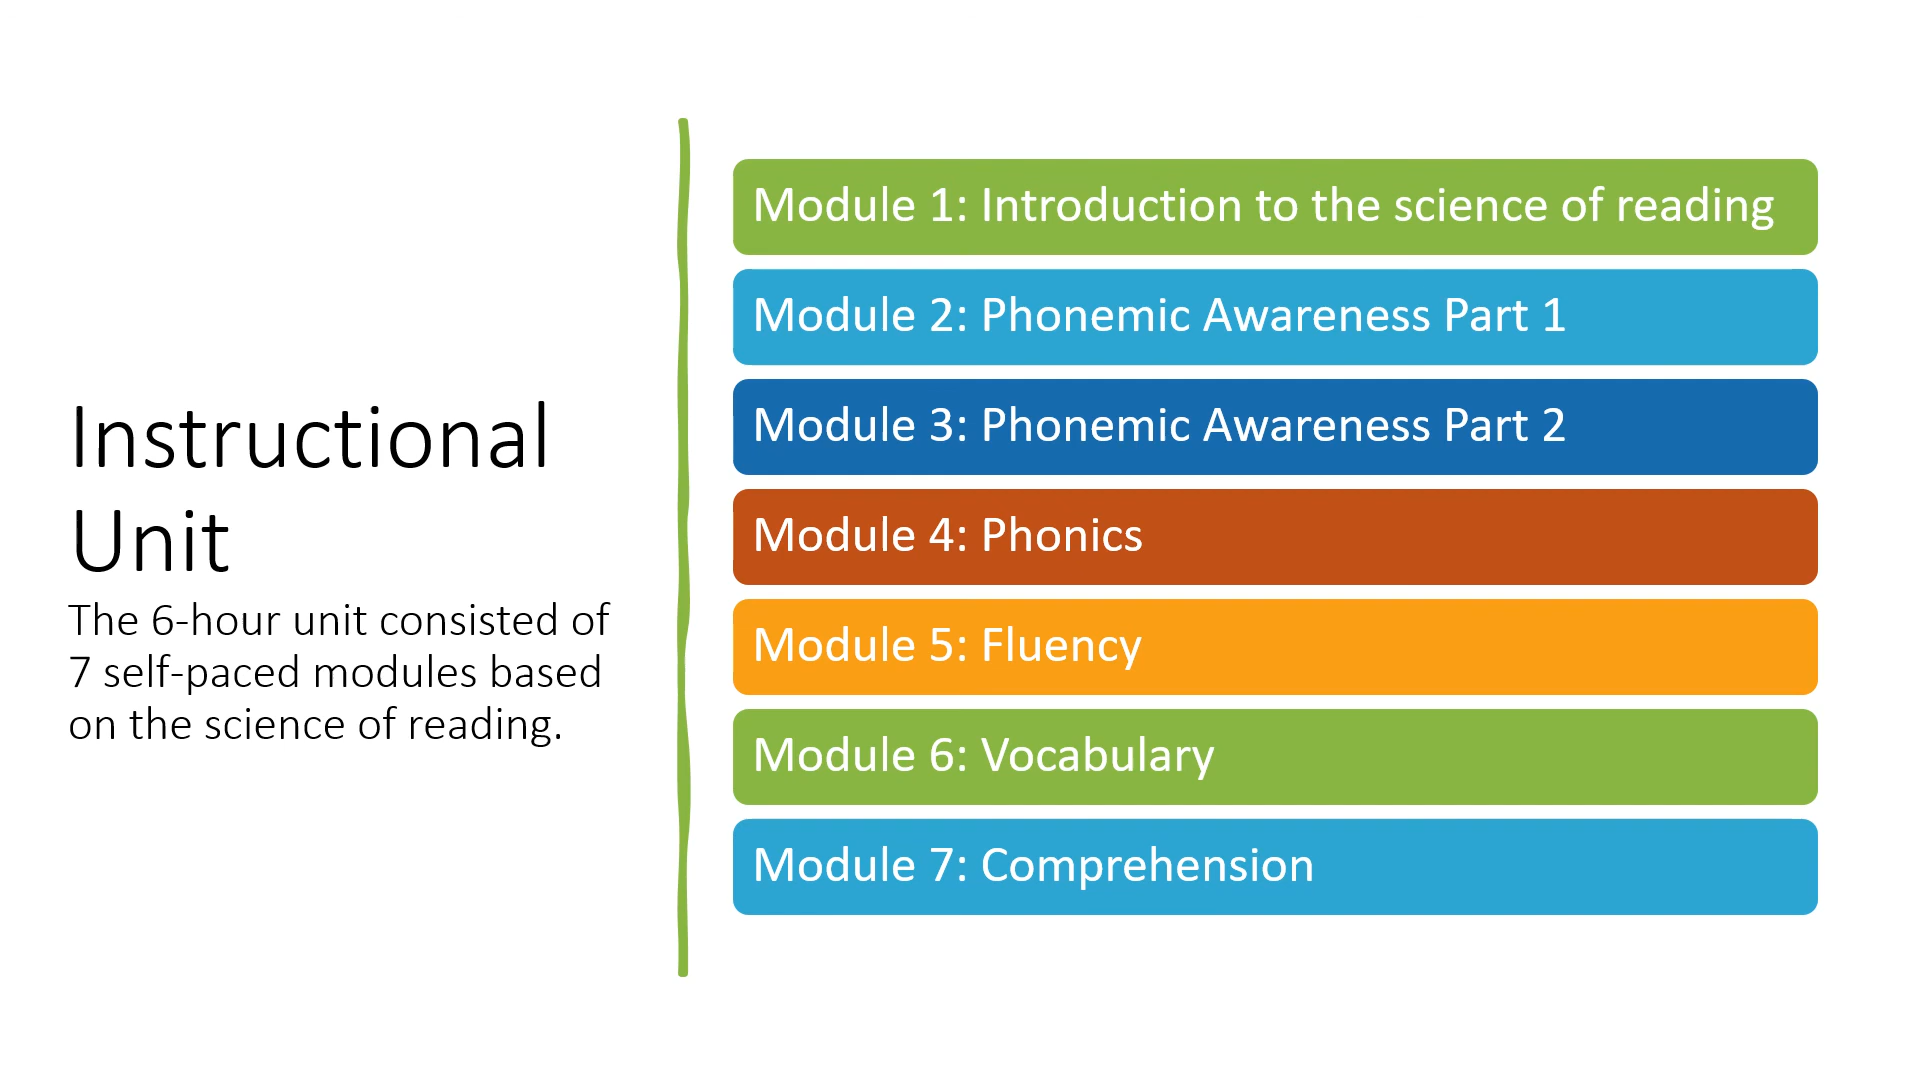 Instructional
Unit
The 6-hour unit consisted of
7 self-paced modules based
on the science of reading.
Module 1: Introduction to the science of reading
Module 2: Phonemic Awareness Part 1
Module 3: Phonemic Awareness Part 2
Module 4: Phonics
Module 5: Fluency
Module 6: Vocabulary
Module 7: Comprehension